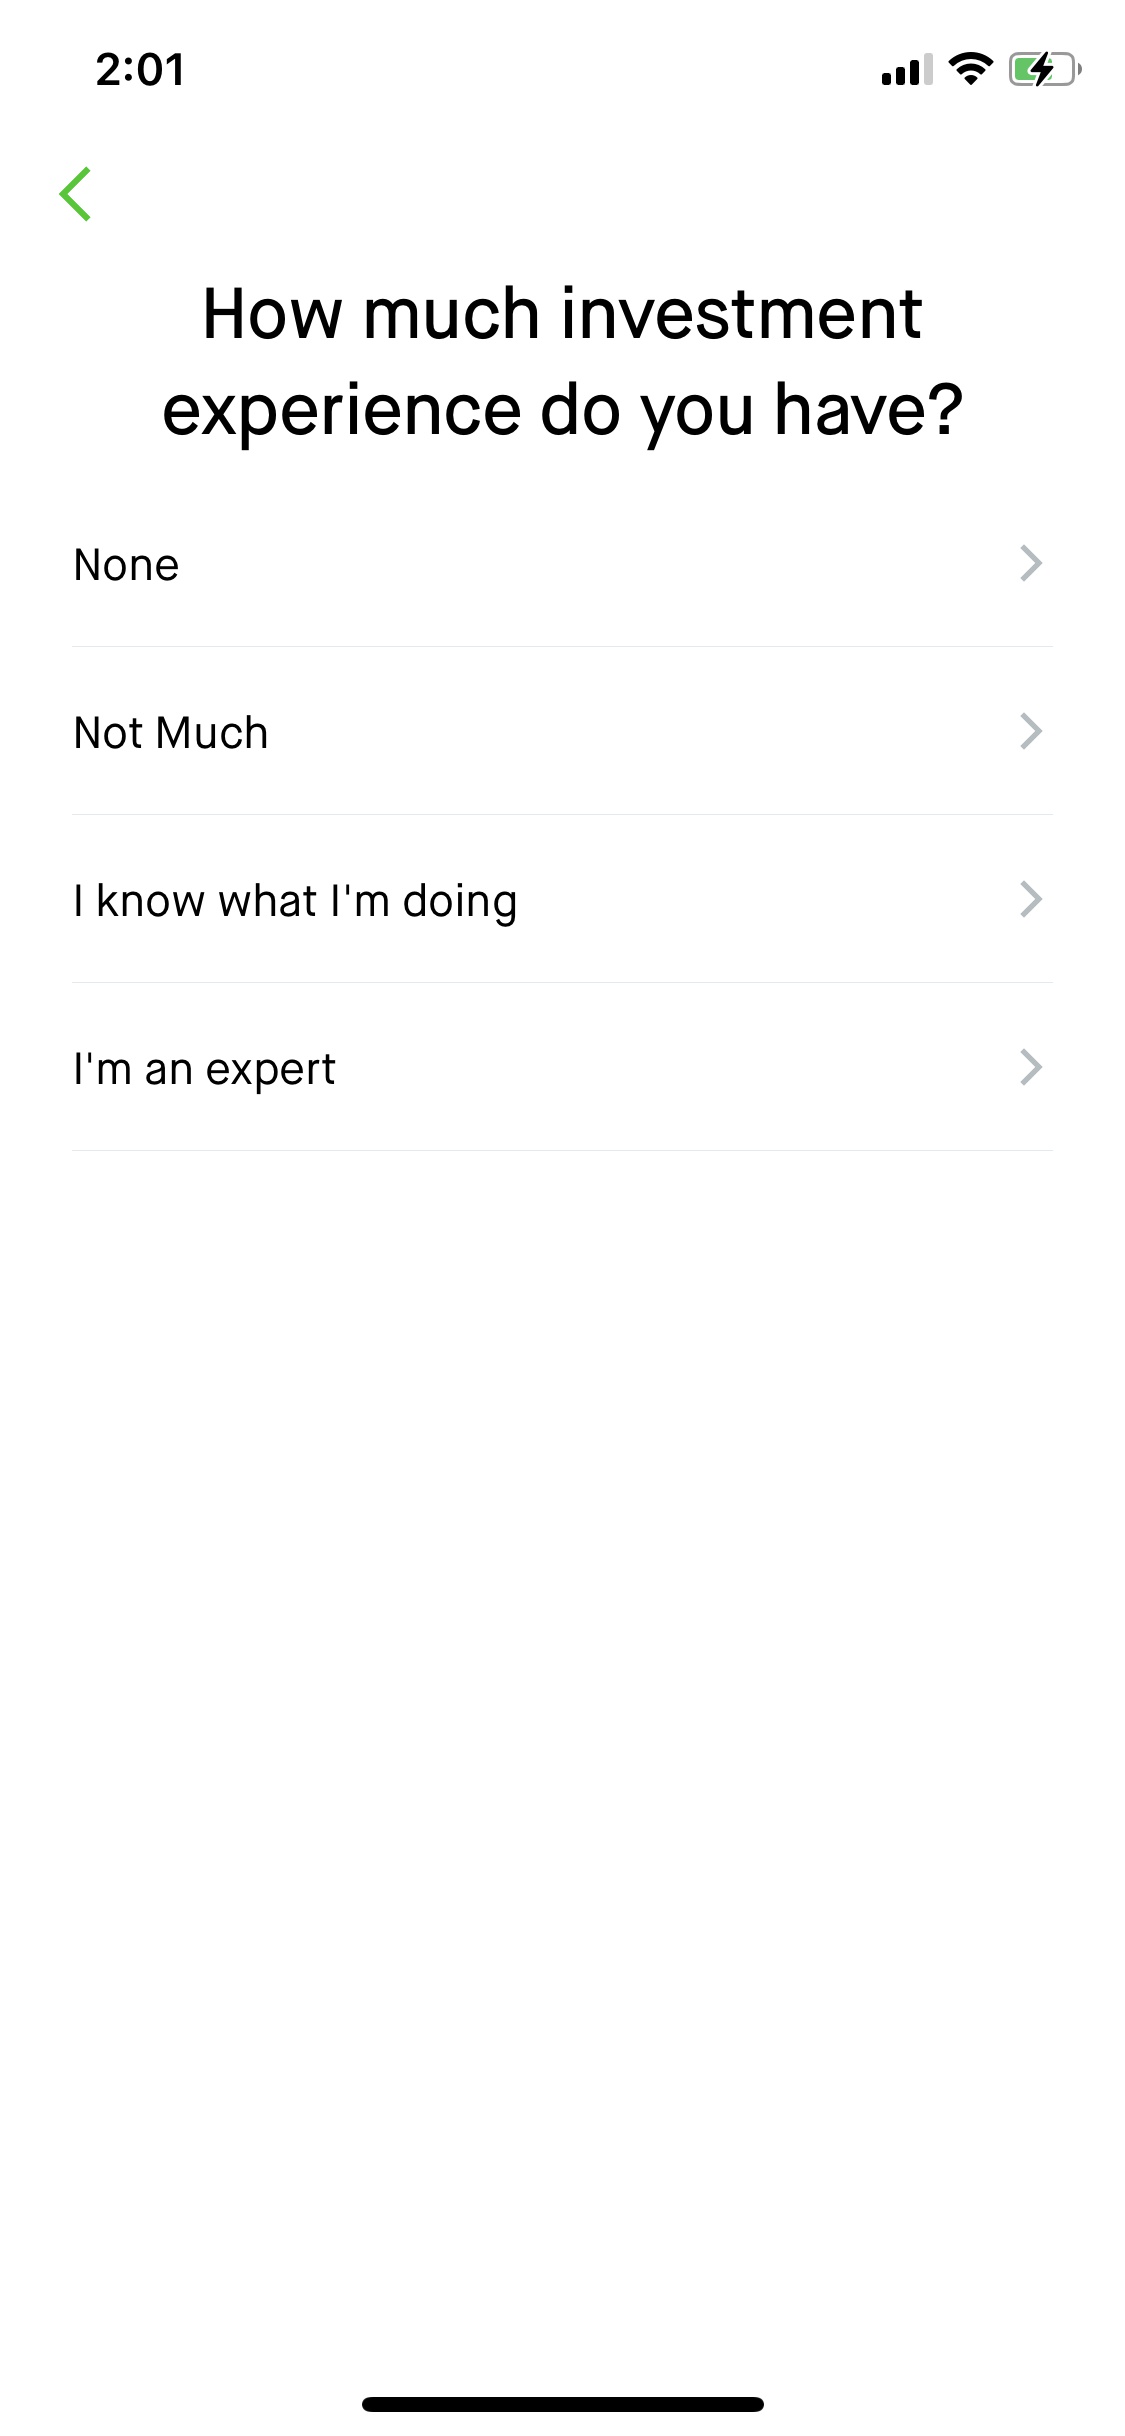 2:01
How much investment
experience do you have?
None
Not Much
I know what I'm doing
I'm an expert